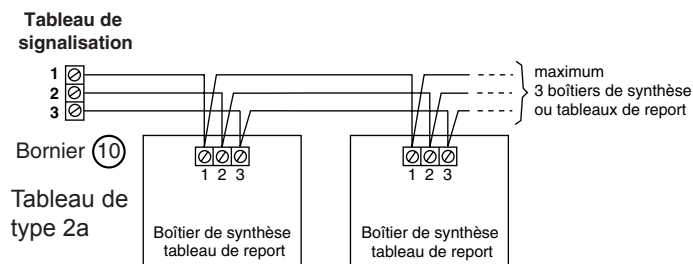 Tableau de
signalisation
1
2
3
maximum
3 boîtiers de synthèse
ou tableaux de report
Bornier 10
1 2 3
1 2 3
Tableau de
type 2a
Boîtier de synthèse
tableau de report
Boîtier de synthèse
tableau de report